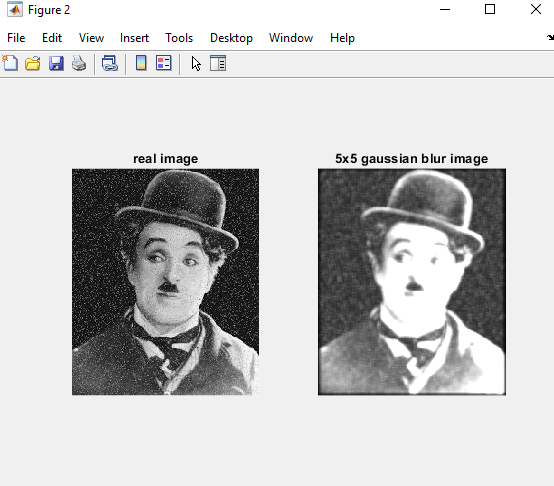 Figure 2
File Edit View Insert Tools Desktop Window Help
real image
5x5 gaussian blur image